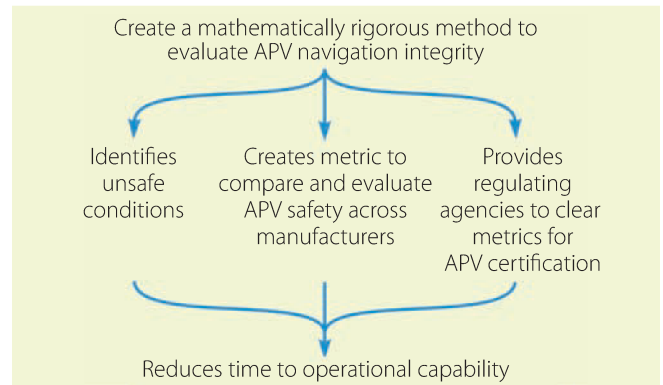 Create a mathematically rigorous method to
evaluate APV navigation integrity
Identifies
unsafe
conditions
Creates metric to
compare and evaluate
APV safety across
manufacturers
Provides
regulating
agencies to clear
metrics for
APV certification
Reduces time to operational capability